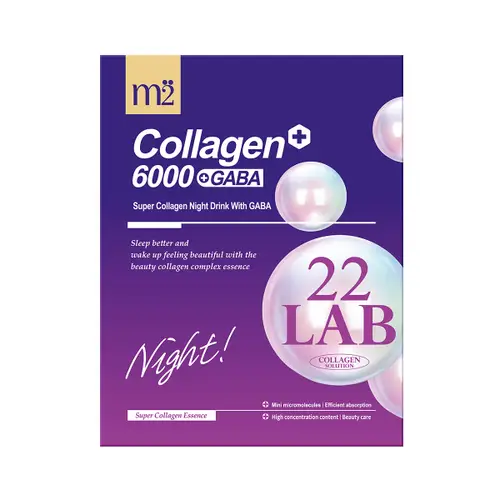 m2
Collagen+
6000 +GABA
Super Collagen Night Drink With GABA
Sleep better and
wake up feeling beautiful with the
beauty collagen complex essence
22
LAB
COLLAGEN
SOLUTION
Night!
Mini micromolecules | Efficient absorption
High concentration content | Beauty care
Super Collagen Essence